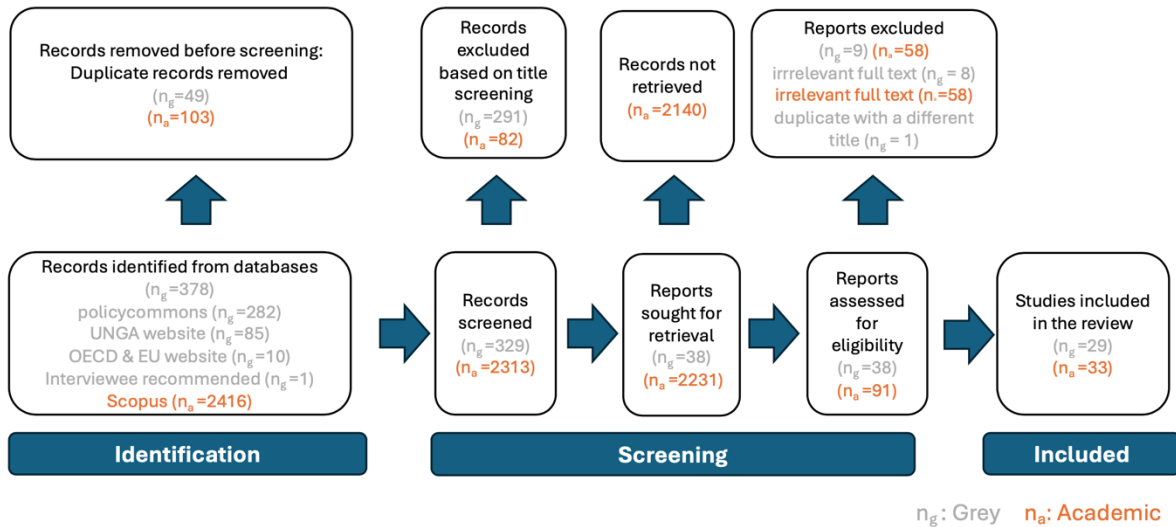 Records removed before screening:
Duplicate records removed
(ng=49)
(na=103)
Records
excluded
based on title
screening
(ng=291)
(na=82)
Records not
retrieved
(na=2140)
Reports excluded
(ng=9) (na=58)
irrrelevant full text (ng = 8)
irrelevant full text (n.=58)
duplicate with a different
title (ng = 1)
Records identified from databases
(ng=378)
policycommons (ng=282)
UNGA website (ng=85)
OECD & EU website (ng=10)
Interviewee recommended (ng=1)
Scopus (na=2416)
Records
screened
(ng=329)
(na=2313)
Reports
sought for
retrieval
(ng=38)
(na=2231)
Reports
assessed for
eligibility
(ng=38)
(na=91)
Studies included
in the review
(ng=29)
(na=33)
Identification
Screening
Included
ng: Grey na: Academic